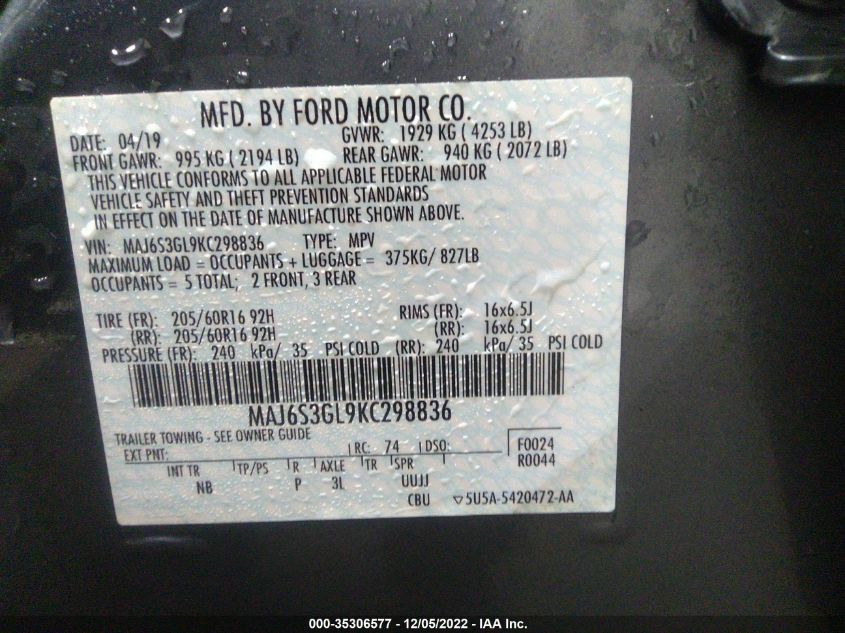 MFD. BY FORD MOTOR CO.
DATE: 04/19 GVWR: 1929 KG ( 4253 LB)
FRONT GAWR: 995 KG ( 2194 LB) REAR GAWR: 940 KG ( 2072 LB)
THIS VEHICLE CONFORMS TO ALL APPLICABLE FEDERAL MOTOR
VEHICLE SAFETY AND THEFT PREVENTION STANDARDS
IN EFFECT ON THE DATE OF MANUFACTURE SHOWN ABOVE.
VIN: MAJ6S3GL9KC298836 TYPE: MPV
MAXIMUM LOAD = OCCUPANTS + LUGGAGE = 375KG/ 827LB
OCCUPANTS = 5 TOTAL; 2 FRONT, 3 REAR
TIRE (FR): 205/60R16 92H RIMS (FR): 16x6.5J
(RR): 205/60R16 92H (RR): 16x6.5J
PRESSURE (FR): 240 kPa/ 35 PSI COLD (RR): 240 kPa/ 35 PSI COLD
MAJ6S3GL9KC298836
TRAILER TOWING - SEE OWNER GUIDE
EXT PNT: RC: 74 DSO: F0024
R0044
INT TR TP/PS R AXLE TR SPR
NB P 3L UUJJ
CBU ▽5U5A-5420472-AA
000-35306577 - 12/05/2022 - IAA Inc.